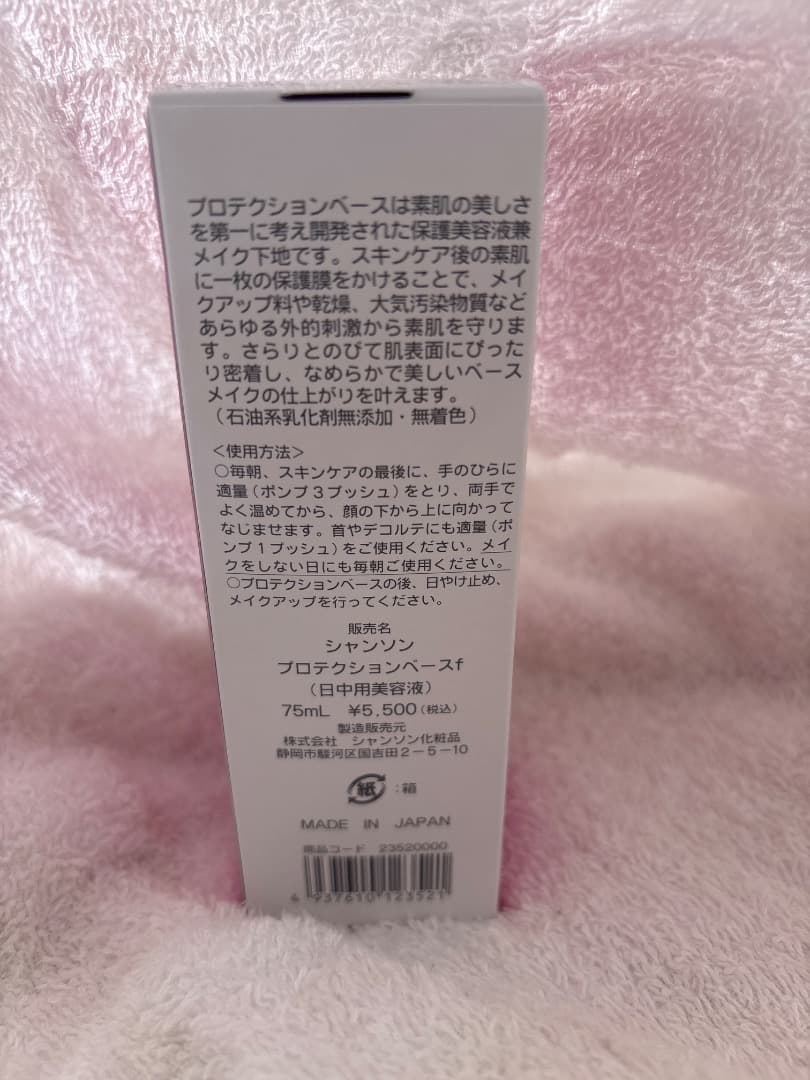 プロテクションベースは素肌の美しさ
を第一に考え開発された保護美容液兼
メイク下地です。スキンケア後の素肌
に一枚の保護膜をかけることで、メイ
クアップ料や乾燥、大気汚染物質など
あらゆる外的刺激から素肌を守りま
す。さらりとのびて肌表面にぴった
り密着し、なめらかで美しいベース
メイクの仕上がりを叶えます。
（石油系乳化剤無添加・無着色）
＜使用方法＞
○毎朝、スキンケアの最後に、手のひらに
適量（ポンプ３プッシュ）をとり、両手で
よく温めてから、顔の下から上に向かって
なじませます。首やデコルテにも適量（ポ
ンプ１プッシュ）をご使用ください。メイ
クをしない日にも毎朝ご使用ください。
○プロテクションベースの後、日やけ止め、
メイクアップを行ってください。
販売名
シャンソン
プロテクションベースf
（日中用美容液）
75mL ¥5,500（税込）
製造販売元
株式会社 シャンソン化粧品
静岡市駿河区国吉田２－５－10
紙：箱
MADE IN JAPAN
商品コード 23520000
937610 123521